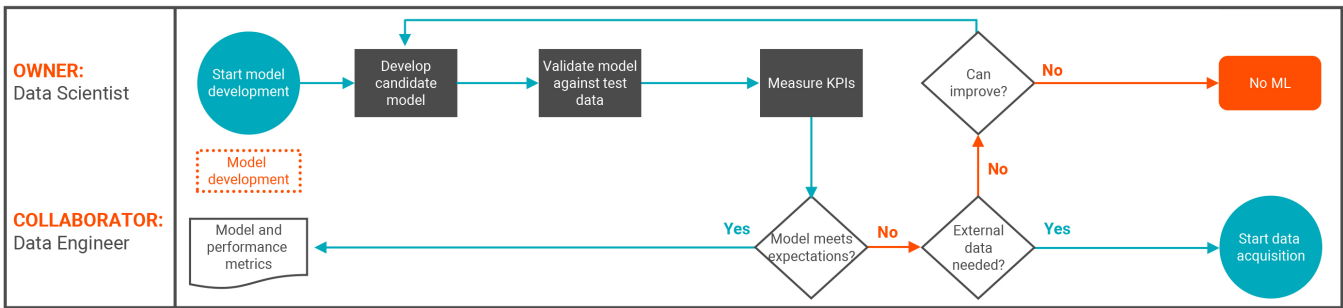 OWNER:
Data Scientist
Start model
development
Develop
candidate
model
Validate model
against test
data
Measure KPIs
Can
improve?
No
No ML
Model
development
No
COLLABORATOR:
Data Engineer
Model and
performance
metrics
Yes
Model meets
expectations?
No
External
data
needed?
Yes
Start data
acquisition